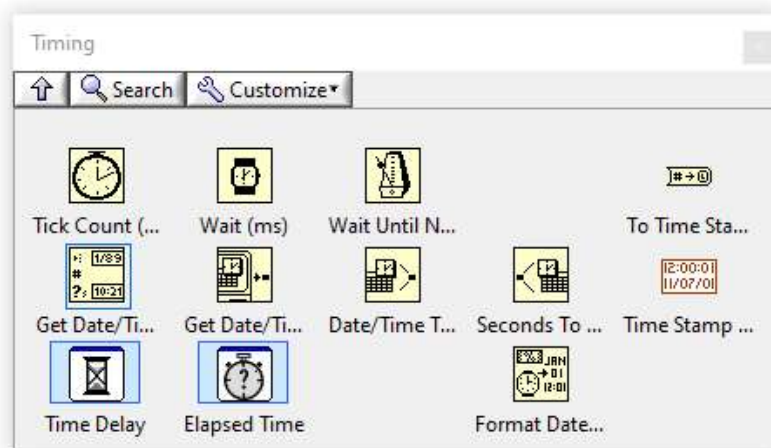 Timing
Search Customize
#
Tick Count (... Wait (ms) Wait Until N... To Time Sta...
1/89
#
?: 10:21
12:00:01
11/07/01
Get Date/Ti... Get Date/Ti... Date/Time T... Seconds To ... Time Stamp ...
?
JAN
01
12:01
Time Delay Elapsed Time Format Date...